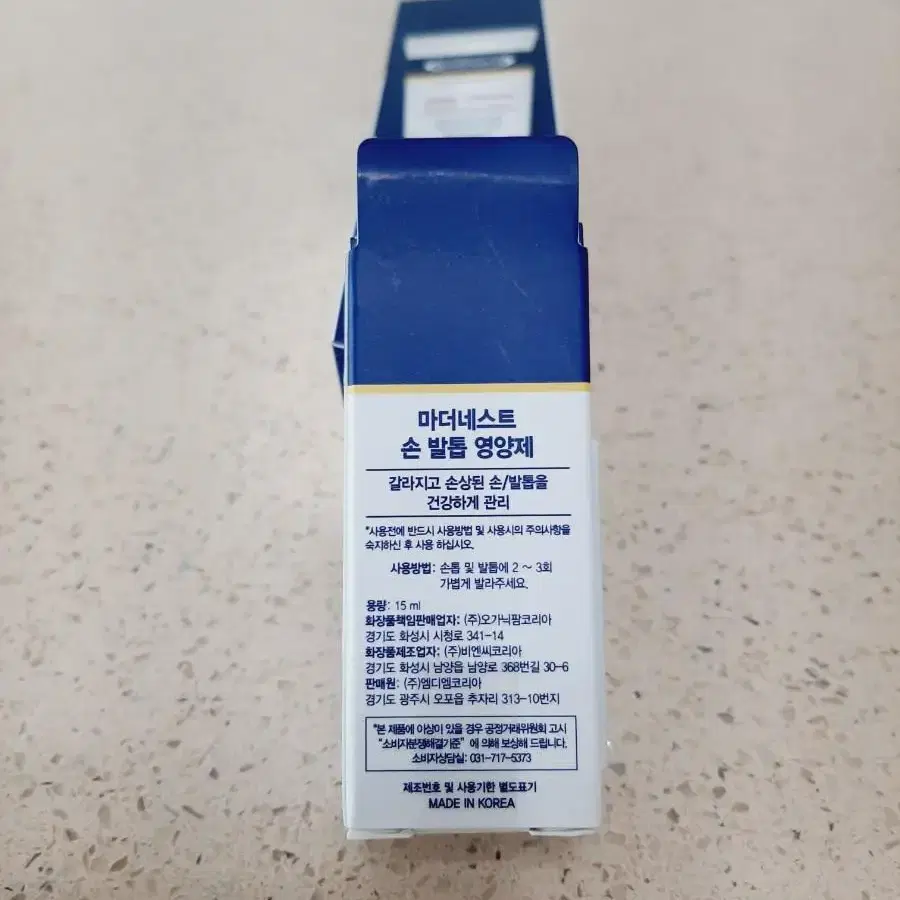 마더네스트
손 발톱 영양제
갈라지고 손상된 손/발톱을
건강하게 관리
*사용전에 반드시 사용방법 및 사용시의 주의사항을
숙지하신 후 사용 하십시오.
사용방법: 손톱 및 발톱에 2 ~ 3회
가볍게 발라주세요.
용량: 15 ml
화장품책임판매업자: (주)오가닉팜코리아
경기도 화성시 시청로 341-14
화장품제조업자: (주)비엔씨코리아
경기도 화성시 남양읍 남양로 368번길 30-6
판매원: (주)엠디엠코리아
경기도 광주시 오포읍 추자리 313-10번지
*본 제품에 이상이 있을 경우 공정거래위원회 고시
"소비자분쟁해결기준" 에 의해 보상해 드립니다.
소비자상담실: 031-717-5373
제조번호 및 사용기한 별도표기
MADE IN KOREA